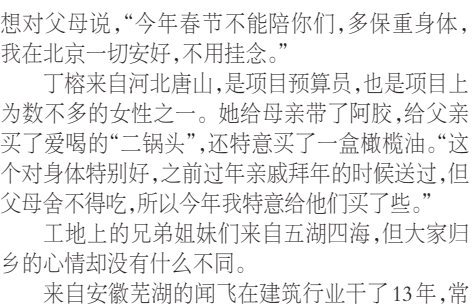 想对父母说，“今年春节不能陪你们，多保重身体，
我在北京一切安好，不用挂念。”
丁榕来自河北唐山，是项目预算员，也是项目上
为数不多的女性之一。她给母亲带了阿胶，给父亲
买了爱喝的“二锅头”，还特意买了一盒橄榄油。“这
个对身体特别好，之前过年亲戚拜年的时候送过，但
父母舍不得吃，所以今年我特意给他们买了些。”
工地上的兄弟姐妹们来自五湖四海，但大家归
乡的心情却没有什么不同。
来自安徽芜湖的闻飞在建筑行业干了13年，常